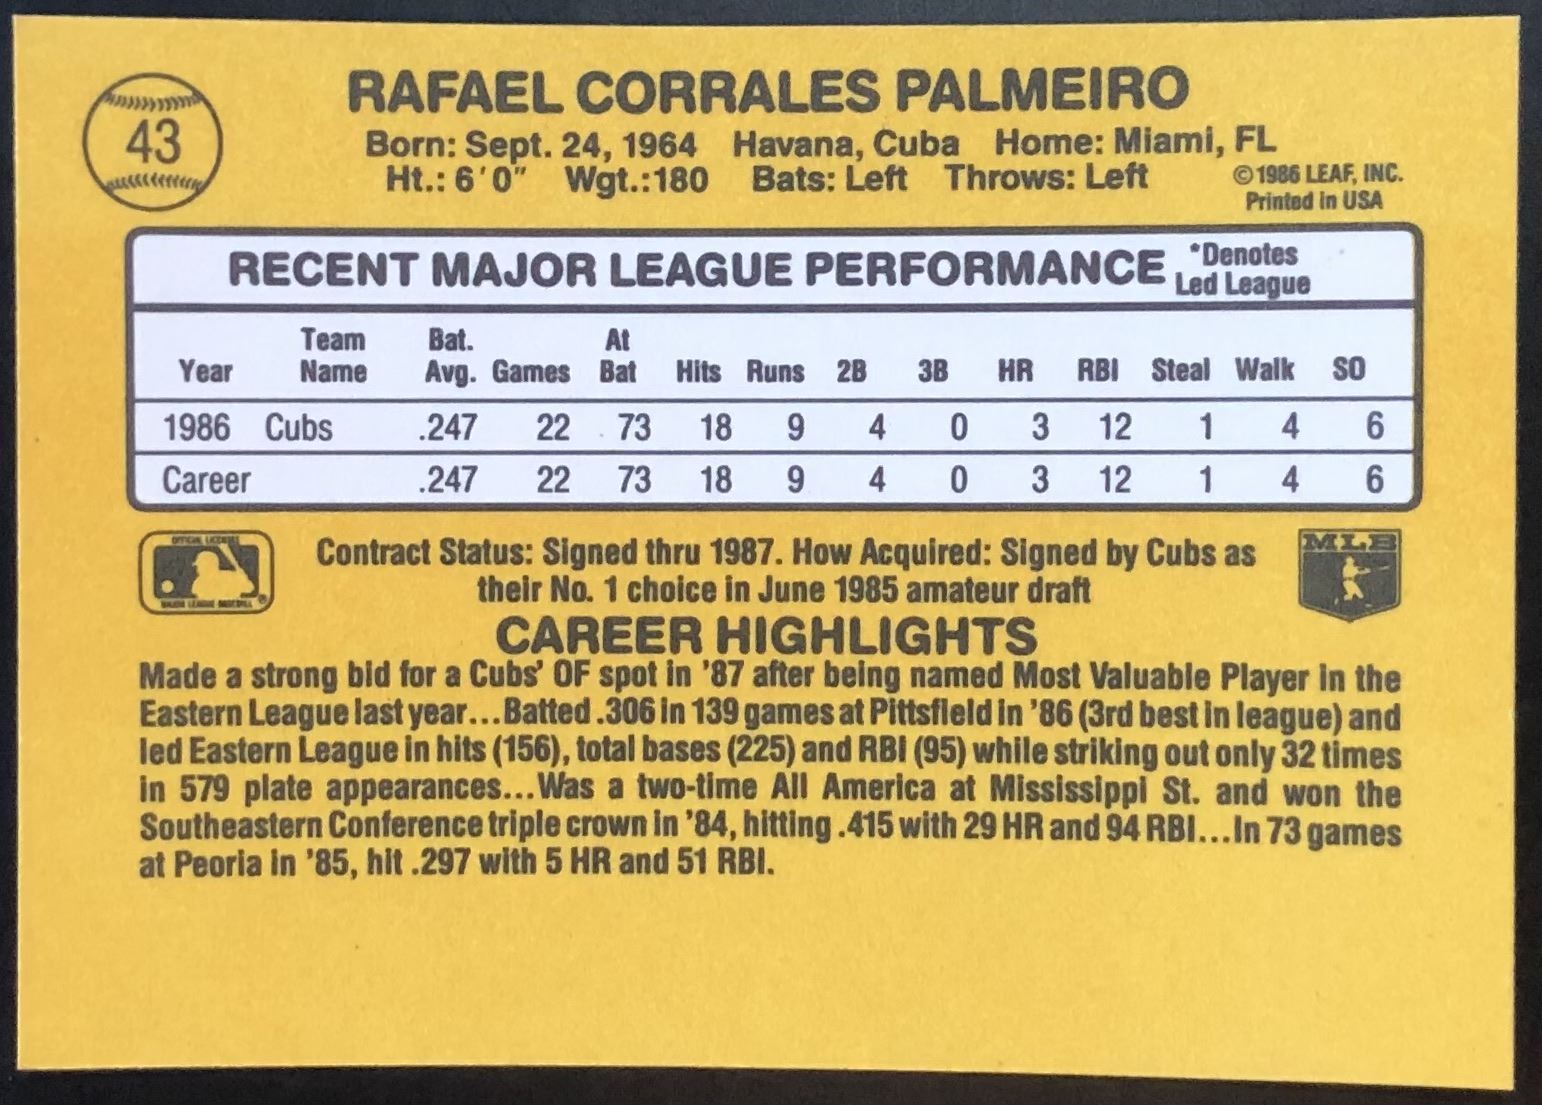 43
RAFAEL CORRALES PALMEIRO
Born: Sept. 24, 1964 Havana, Cuba Home: Miami, FL
Ht.: 6'0" Wgt.:180 Bats: Left Throws: Left
©1986 LEAF, INC.
Printed in USA
RECENT MAJOR LEAGUE PERFORMANCE
*Denotes
Led League
Year Team Name Bat. Avg. Games At Bat Hits Runs 2B 3B HR RBI Steal Walk SO
1986 Cubs .247 22 73 18 9 4 0 3 12 1 4 6
Career .247 22 73 18 9 4 0 3 12 1 4 6
OFFICIAL LICENSEE
MAJOR LEAGUE BASEBALL ®
Contract Status: Signed thru 1987. How Acquired: Signed by Cubs as
their No. 1 choice in June 1985 amateur draft
MLB
CAREER HIGHLIGHTS
Made a strong bid for a Cubs' OF spot in '87 after being named Most Valuable Player in the
Eastern League last year...Batted .306 in 139 games at Pittsfield in '86 (3rd best in league) and
led Eastern League in hits (156), total bases (225) and RBI (95) while striking out only 32 times
in 579 plate appearances...Was a two-time All America at Mississippi St. and won the
Southeastern Conference triple crown in '84, hitting .415 with 29 HR and 94 RBI...In 73 games
at Peoria in '85, hit .297 with 5 HR and 51 RBI.